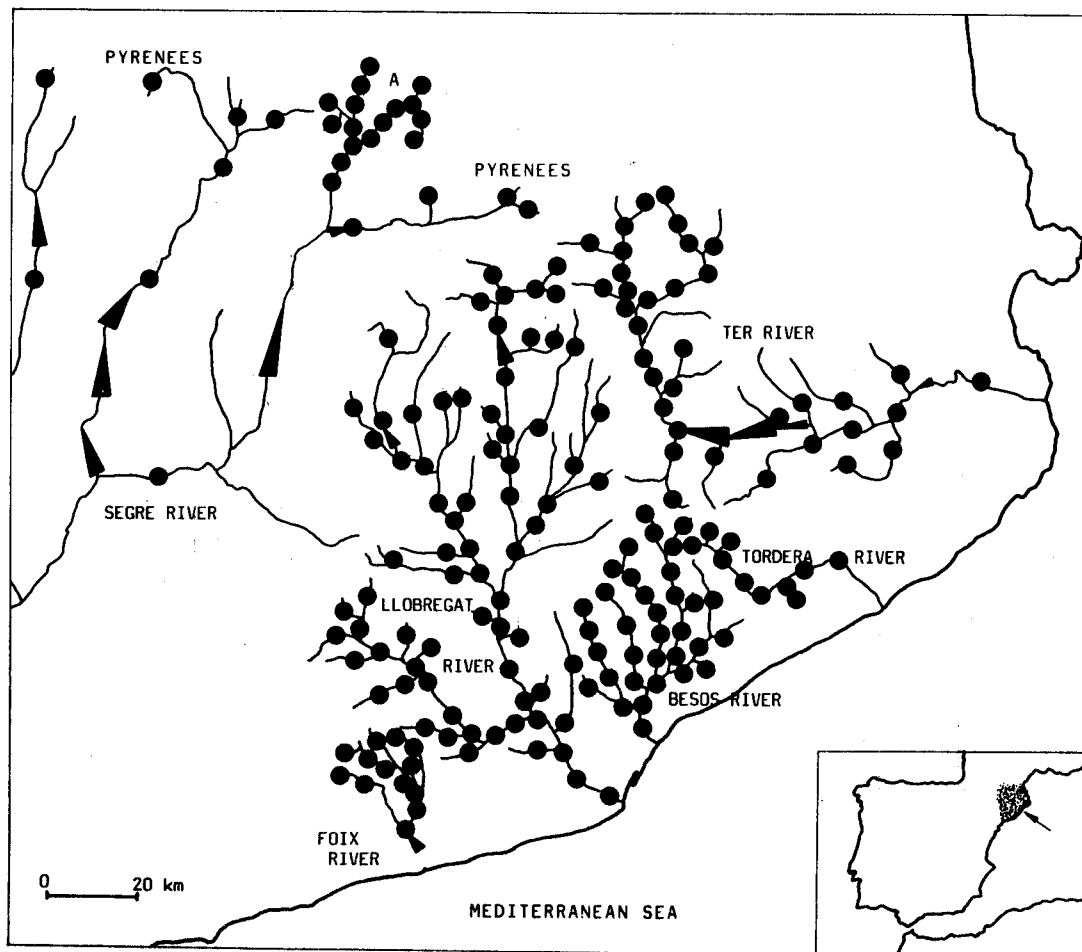 PYRENEES
A
PYRENEES
TER RIVER
SEGRE RIVER
TORDERA RIVER
LLOBREGAT
RIVER
BESOS RIVER
FOIX
RIVER
0 20 km
MEDITERRANEAN SEA